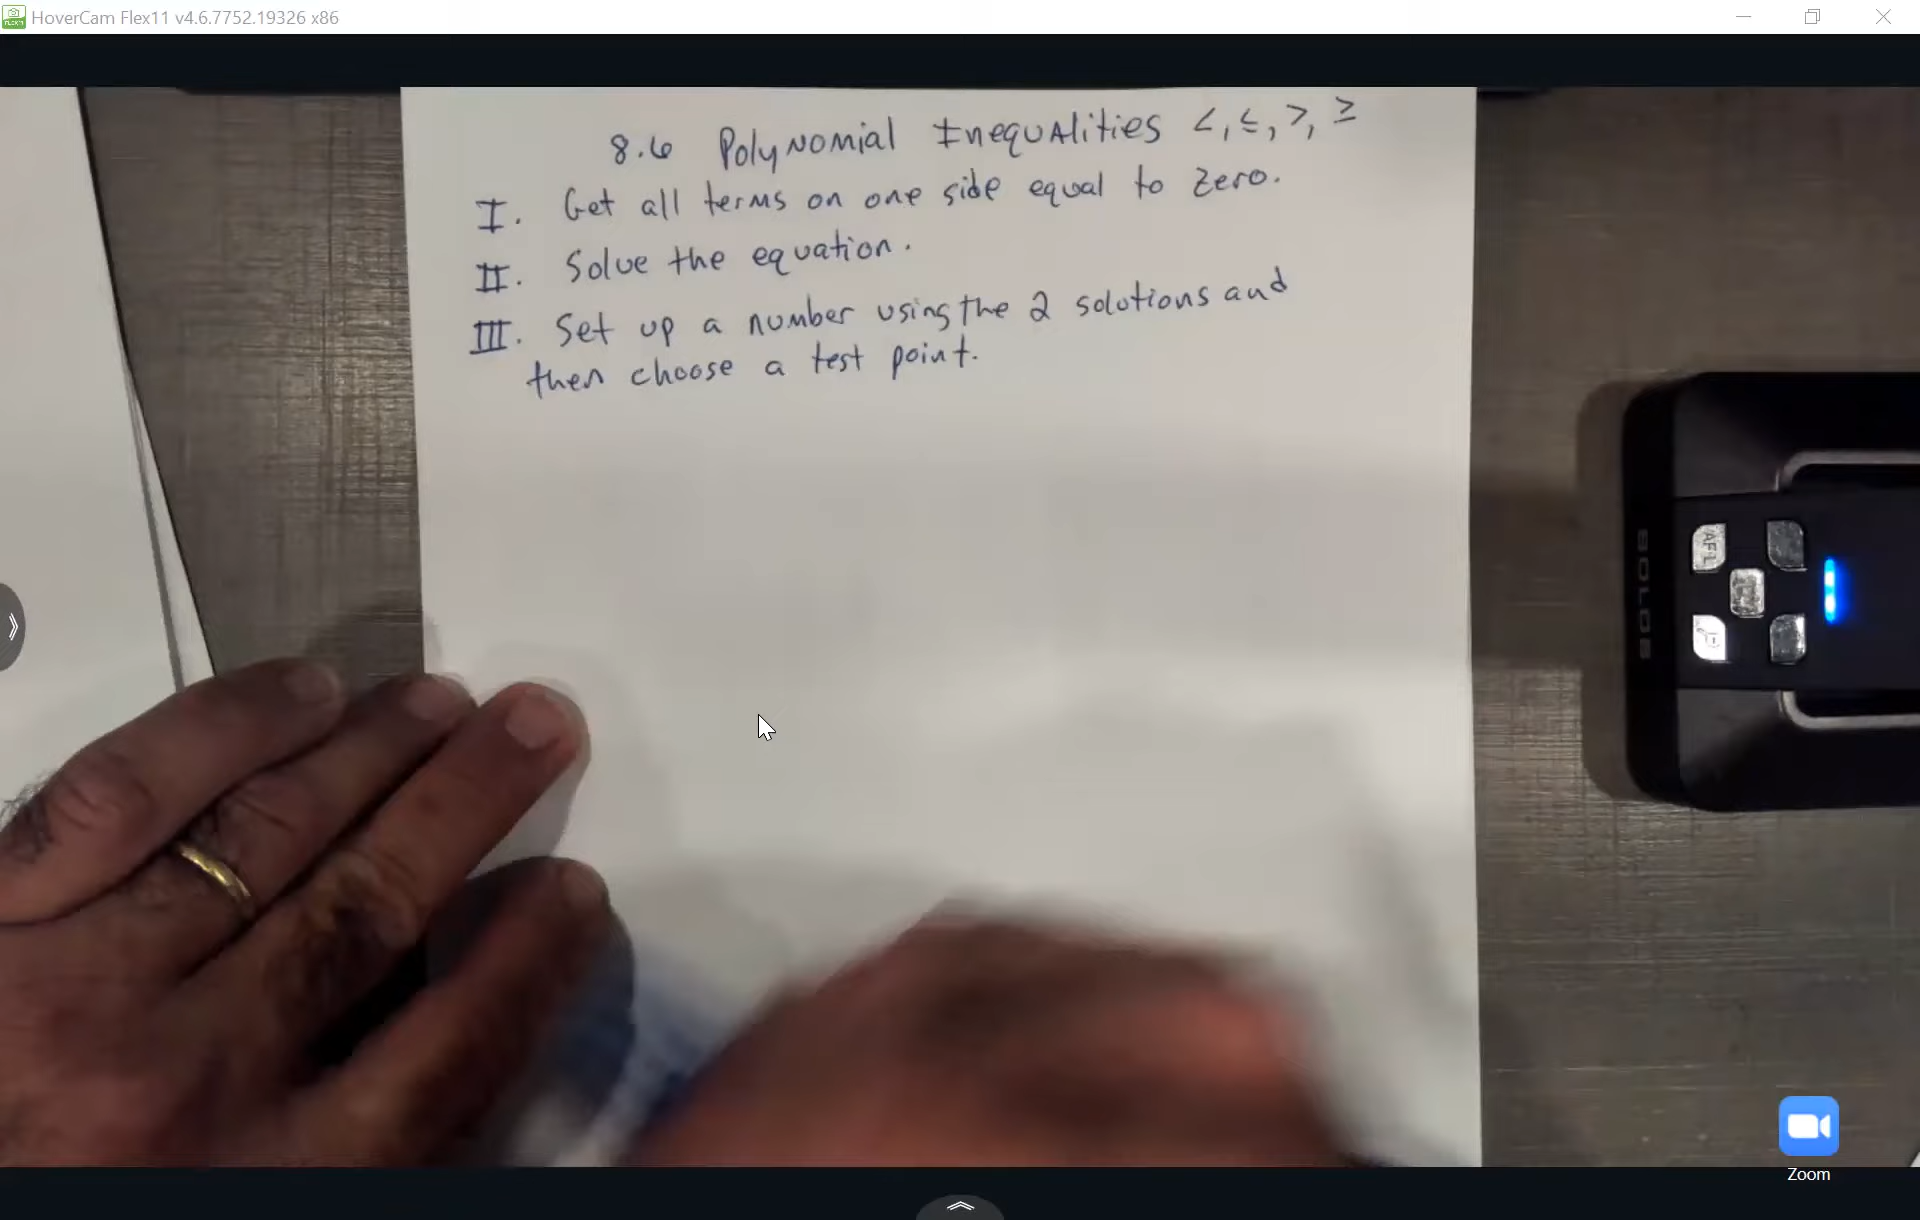 HoverCam Flex11 v4.6.7752.19326 x86
8.6 Polynomial Inequalities <, ≤, >, ≥
I. Get all terms on one side equal to zero.
II. Solve the equation.
III. Set up a number using the 2 solutions and
then choose a test point.
AF
BOLDE
Zoom